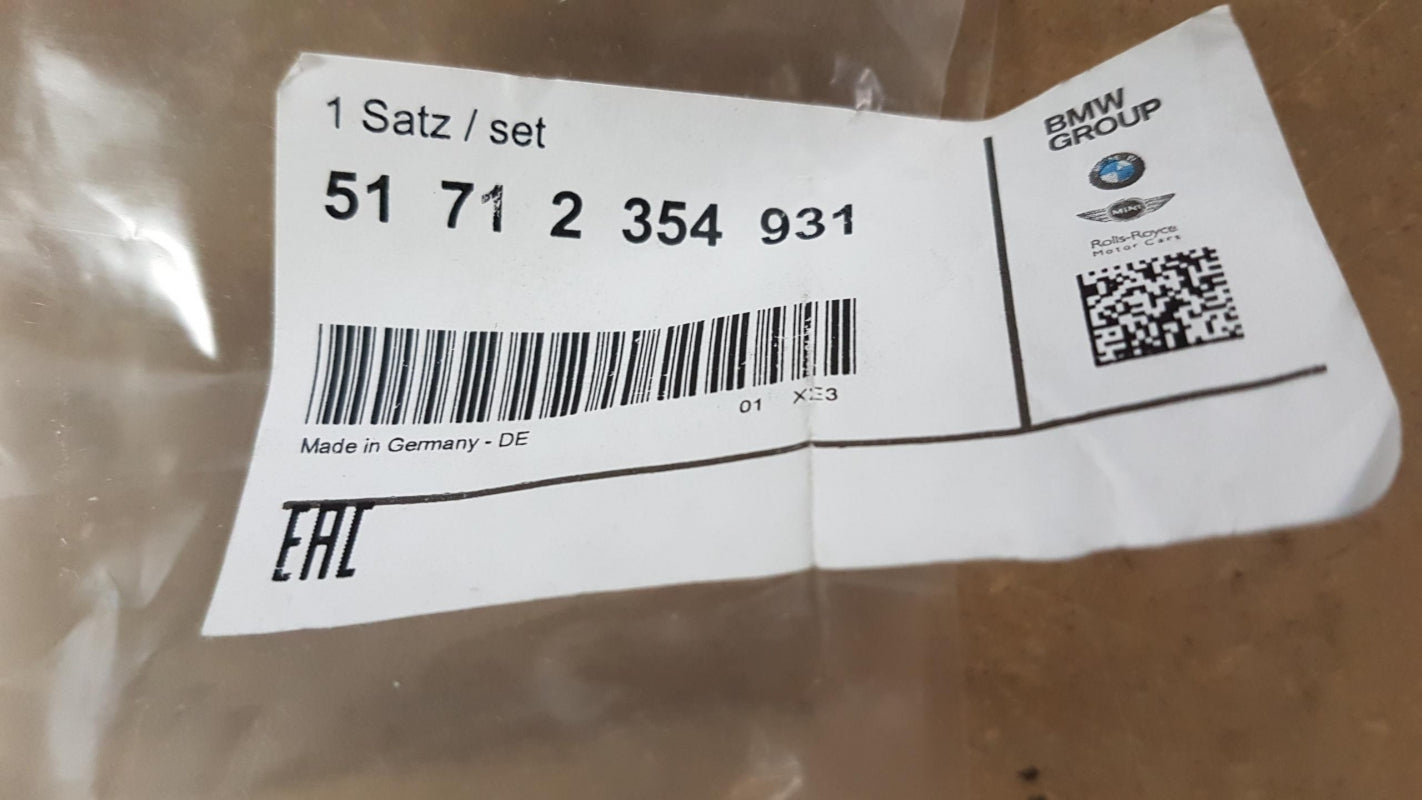 1 Satz / set
51 71 2 354 931
01 XE3
Made in Germany - DE
EAC
BMW
GROUP
MINI
Rolls-Royce
Motor Cars